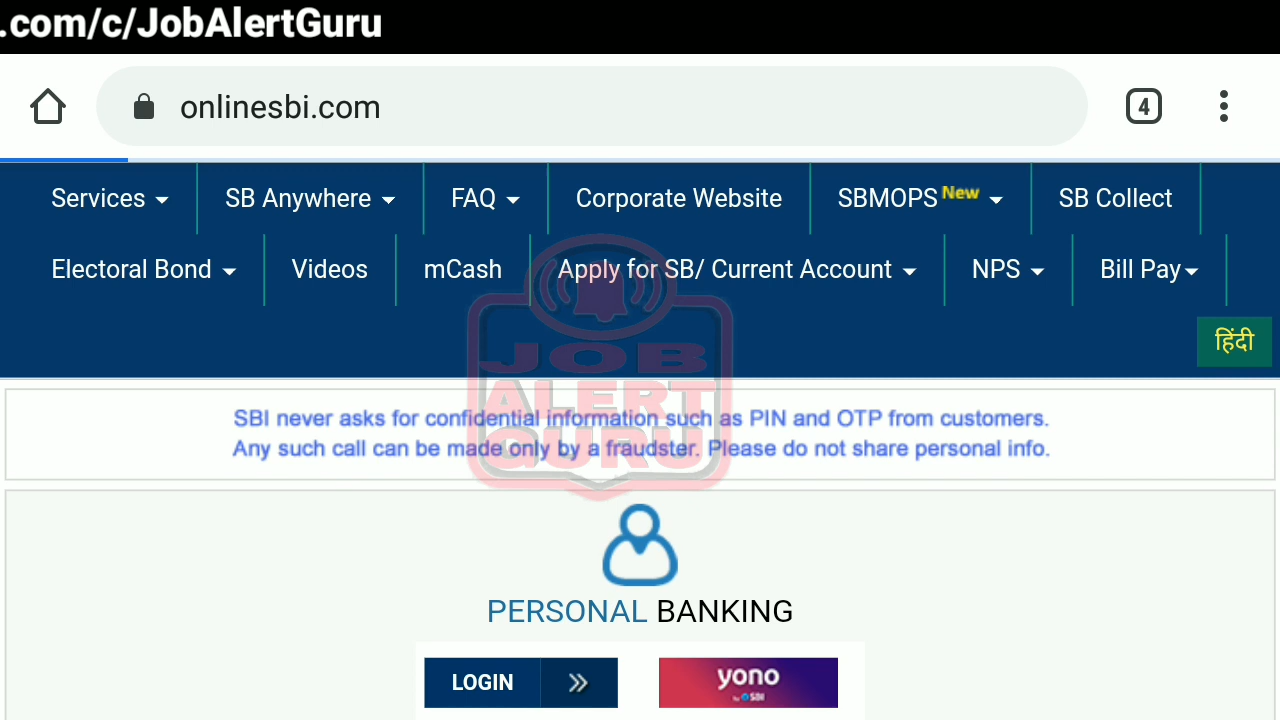 .com/c/JobAlertGuru
onlinesbi.com
4
Services
SB Anywhere
FAQ
Corporate Website
SBMOPS New
SB Collect
Electoral Bond
Videos
mCash
Apply for SB/ Current Account
NPS
Bill Pay
हिंदी
JOB
ALERT
GURU
SBI never asks for confidential information such as PIN and OTP from customers.
Any such call can be made only by a fraudster. Please do not share personal info.
PERSONAL BANKING
LOGIN
yono
by SBI